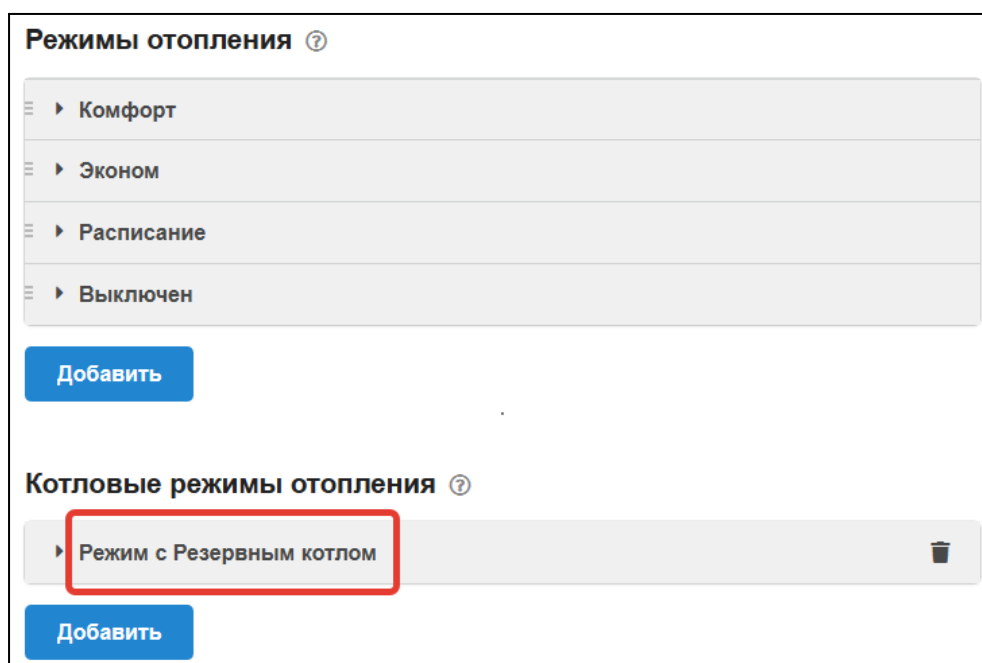 Режимы отопления ?
Комфорт
Эконом
Расписание
Выключен
Добавить
Котловые режимы отопления ?
Режим с Резервным котлом
Добавить